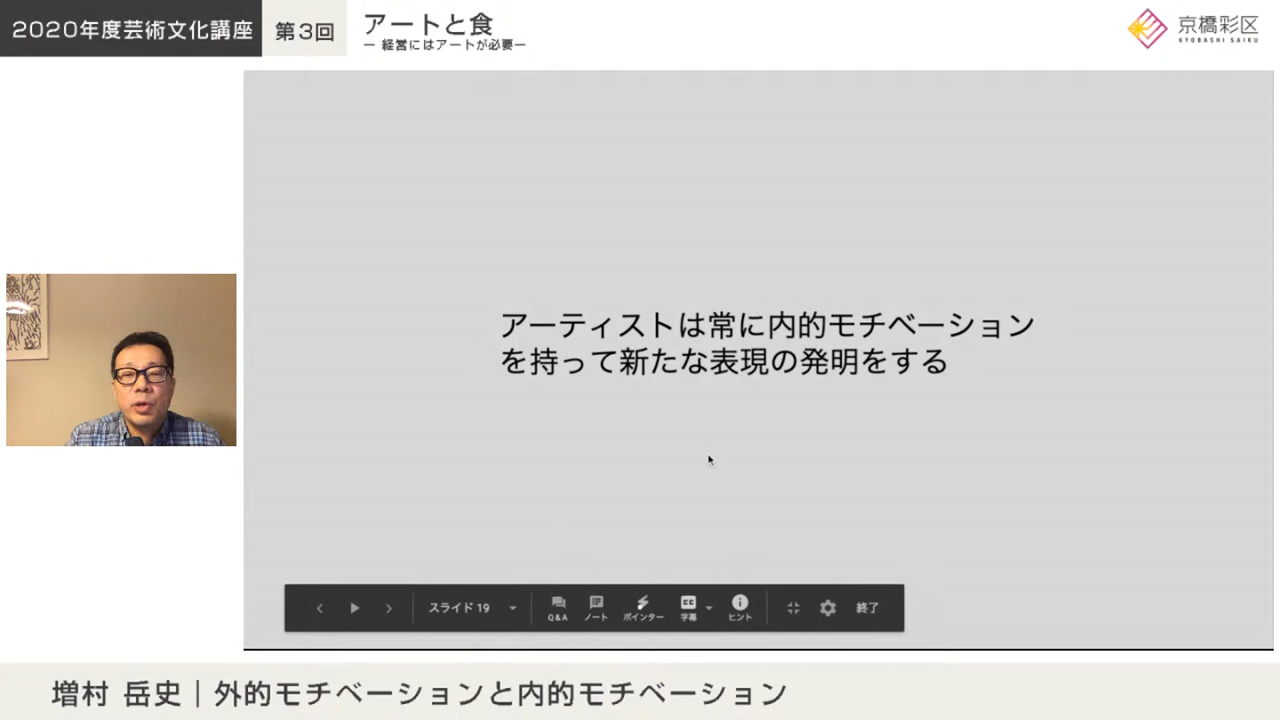 2020年度芸術文化講座
第3回
アートと食
ー 経営にはアートが必要ー
京橋彩区
KYOBASHI SAIKU
アーティストは常に内的モチベーション
を持って新たな表現の発明をする
スライド 19
Q&A
ノート
ポインター
CC
字幕
ヒント
終了
増村 岳史｜外的モチベーションと内的モチベーション